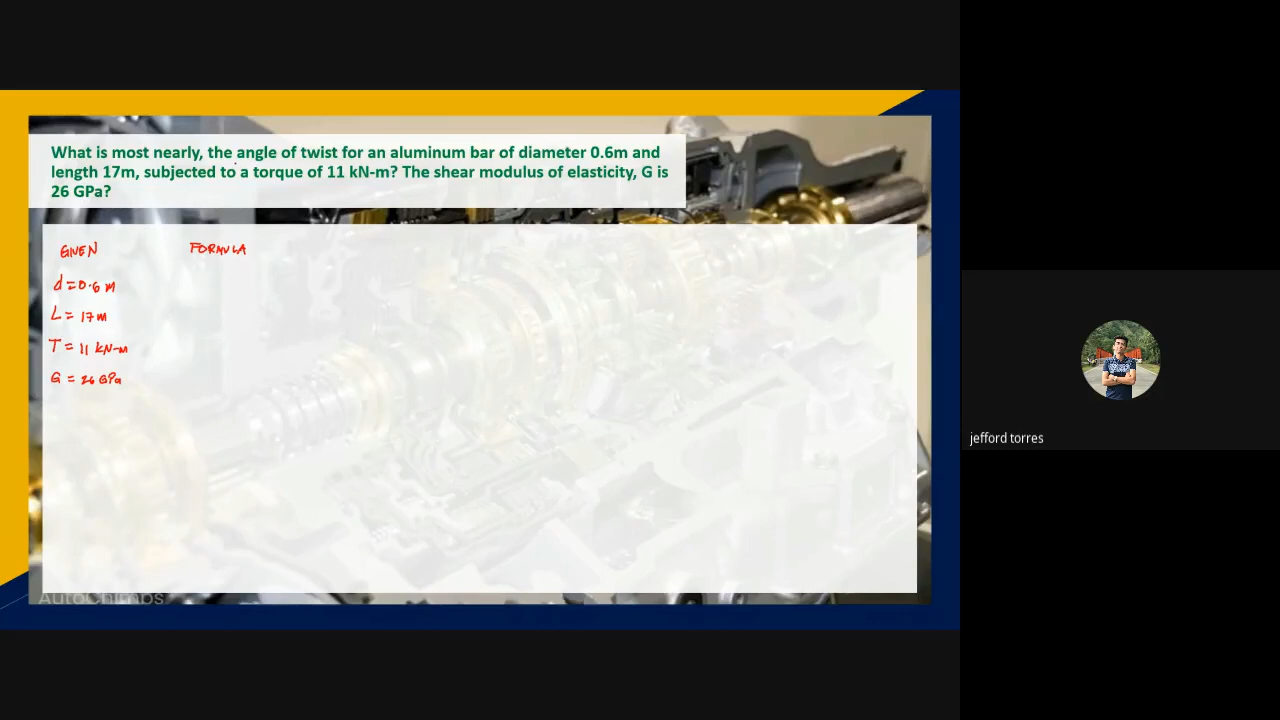 What is most nearly, the angle of twist for an aluminum bar of diameter 0.6m and
length 17m, subjected to a torque of 11 kN-m? The shear modulus of elasticity, G is
26 GPa?
GIVEN
FORMULA
d = 0.6 m
L = 17 m
T = 11 kN-m
G = 26 GPa
AutoChimps
jefford torres